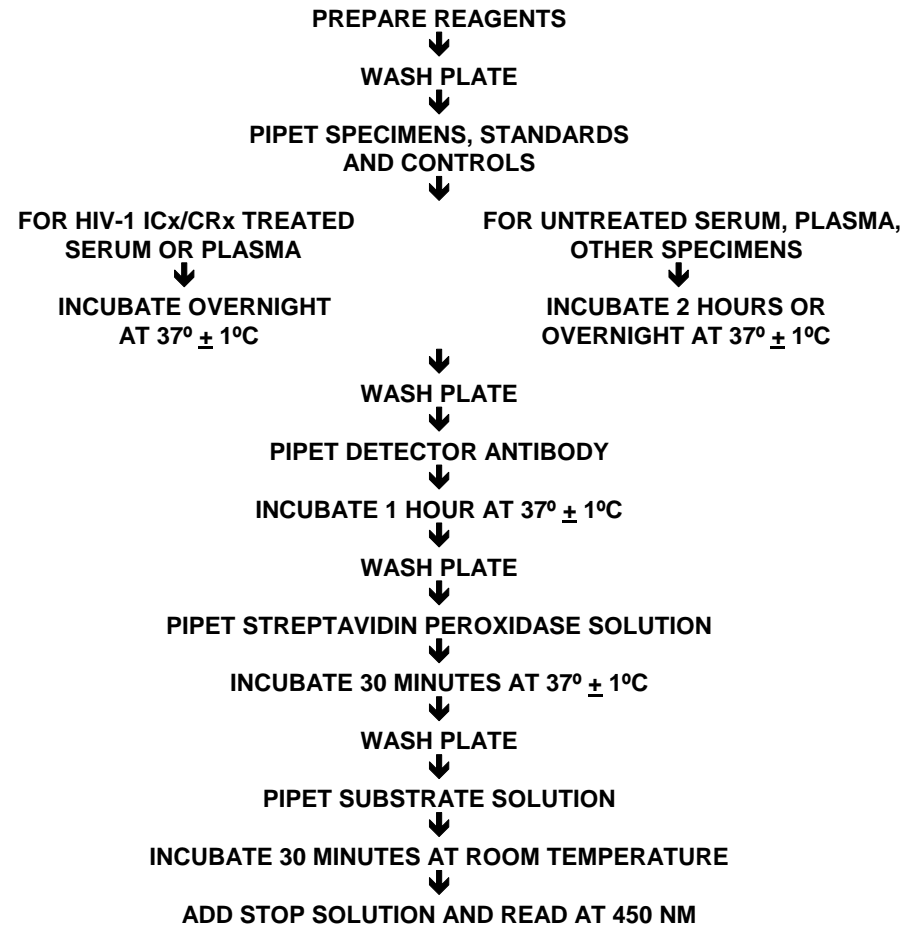 PREPARE REAGENTS
WASH PLATE
PIPET SPECIMENS, STANDARDS
AND CONTROLS
FOR HIV-1 ICx/CRx TREATED
SERUM OR PLASMA
INCUBATE OVERNIGHT
AT 37º ± 1ºC
FOR UNTREATED SERUM, PLASMA,
OTHER SPECIMENS
INCUBATE 2 HOURS OR
OVERNIGHT AT 37º ± 1ºC
WASH PLATE
PIPET DETECTOR ANTIBODY
INCUBATE 1 HOUR AT 37º ± 1ºC
WASH PLATE
PIPET STREPTAVIDIN PEROXIDASE SOLUTION
INCUBATE 30 MINUTES AT 37º ± 1ºC
WASH PLATE
PIPET SUBSTRATE SOLUTION
INCUBATE 30 MINUTES AT ROOM TEMPERATURE
ADD STOP SOLUTION AND READ AT 450 NM